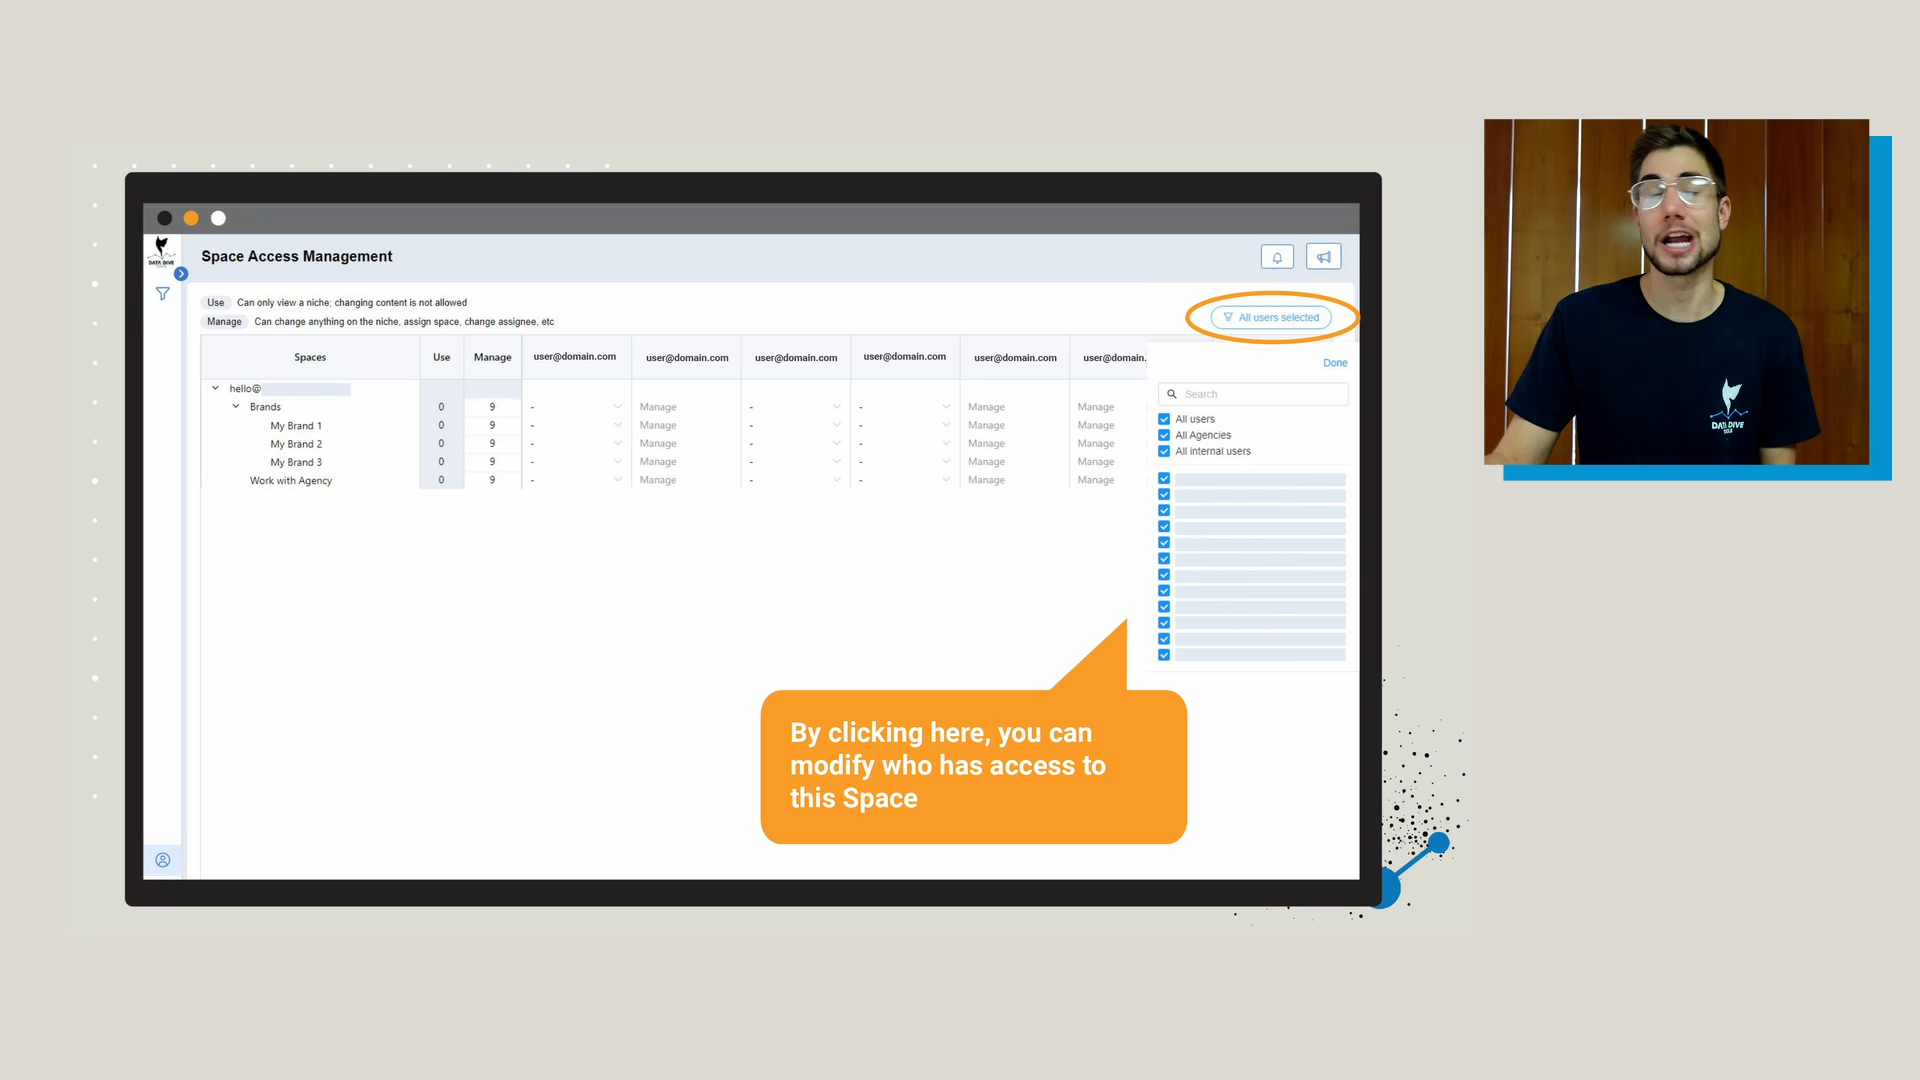 DATA DIVE
Space Access Management
Use Can only view a niche; changing content is not allowed
Manage Can change anything on the niche, assign space, change assignee, etc
All users selected
Spaces Use Manage user@domain.com user@domain.com user@domain.com user@domain.com user@domain.com user@domain.
Done
hello@
Search
Brands 0 9 - Manage - - Manage Manage
All users
My Brand 1 0 9 - Manage - - Manage Manage
All Agencies
My Brand 2 0 9 - Manage - - Manage Manage
All internal users
My Brand 3 0 9 - Manage - - Manage Manage
Work with Agency 0 9 - Manage - - Manage Manage
By clicking here, you can
modify who has access to
this Space
DATA DIVE